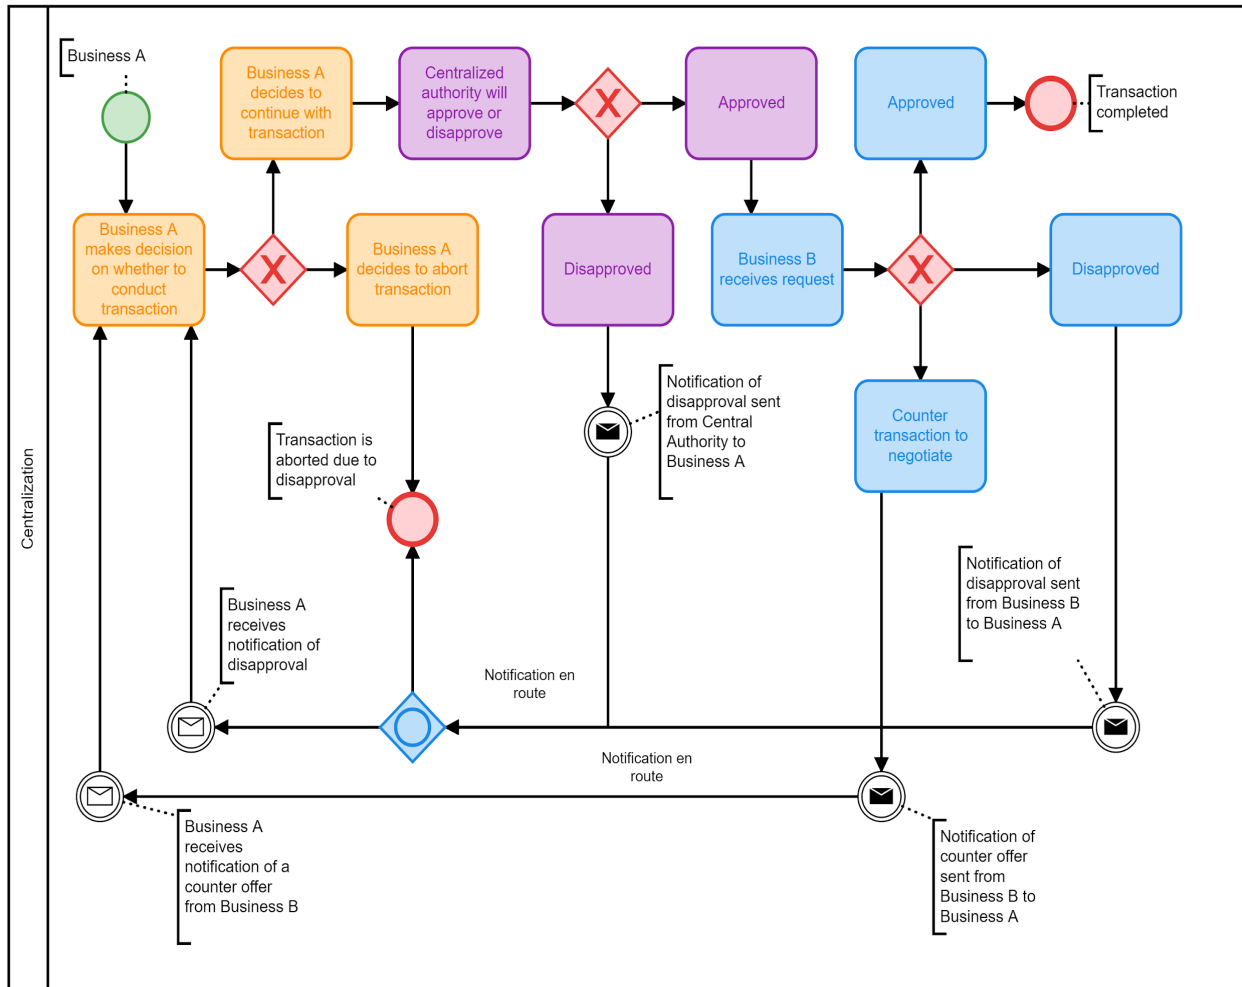 Business A
Business A
decides to
continue with
transaction
Centralized
authority will
approve or
disapprove
X
Approved
Approved
Transaction
completed
Business A
makes decision
on whether to
conduct
transaction
X
Business A
decides to abort
transaction
Disapproved
Business B
receives request
X
Disapproved
Notification of
disapproval sent
from Central
Authority to
Business A
Counter
transaction to
negotiate
Transaction is
aborted due to
disapproval
Centralization
Notification of
disapproval sent
from Business B
to Business A
Business A
receives
notification of
disapproval
Notification en
route
Notification en
route
Business A
receives
notification of a
counter offer
from Business B
Notification of
counter offer
sent from
Business B to
Business A